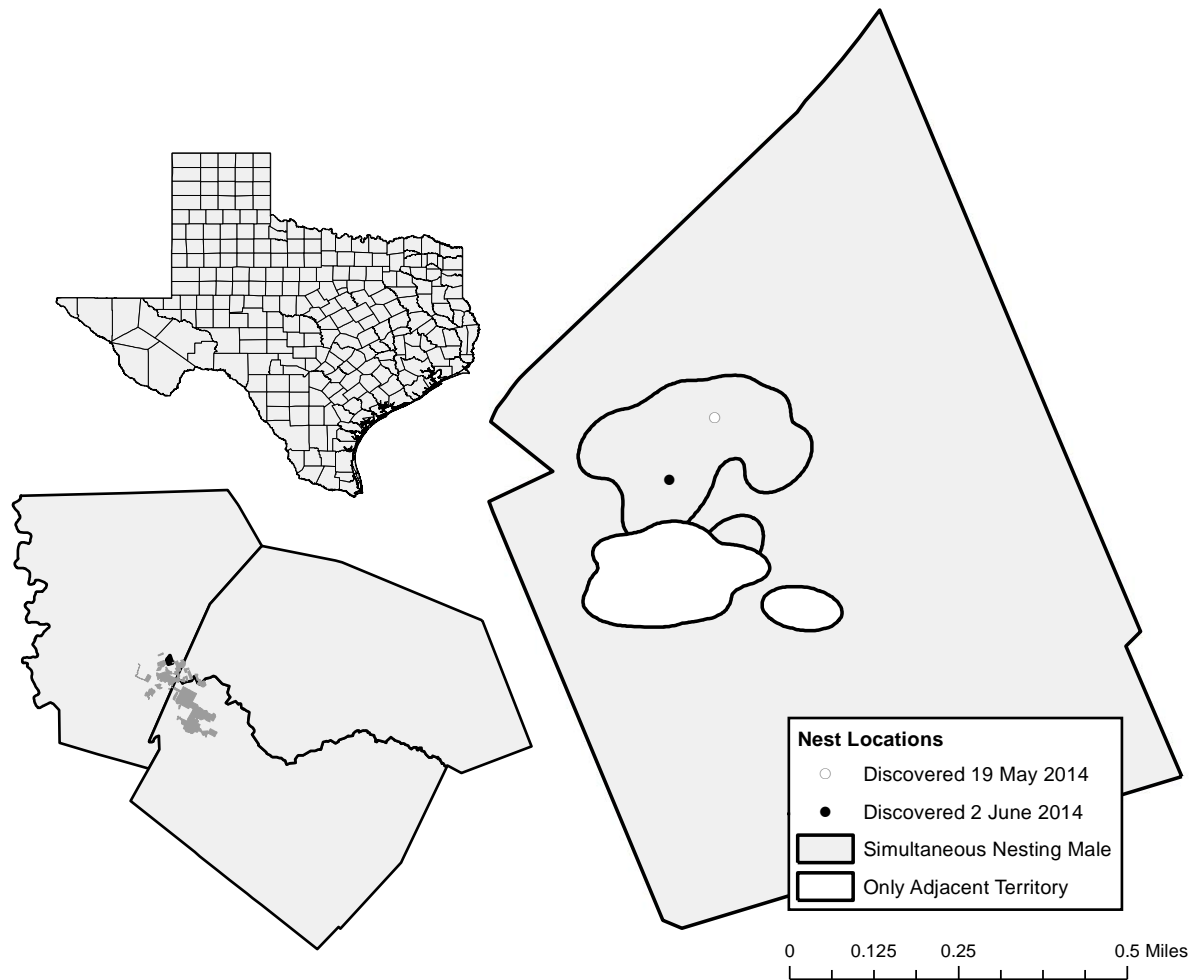 Nest Locations
Discovered 19 May 2014
Discovered 2 June 2014
Simultaneous Nesting Male
Only Adjacent Territory
0 0.125 0.25 0.5 Miles